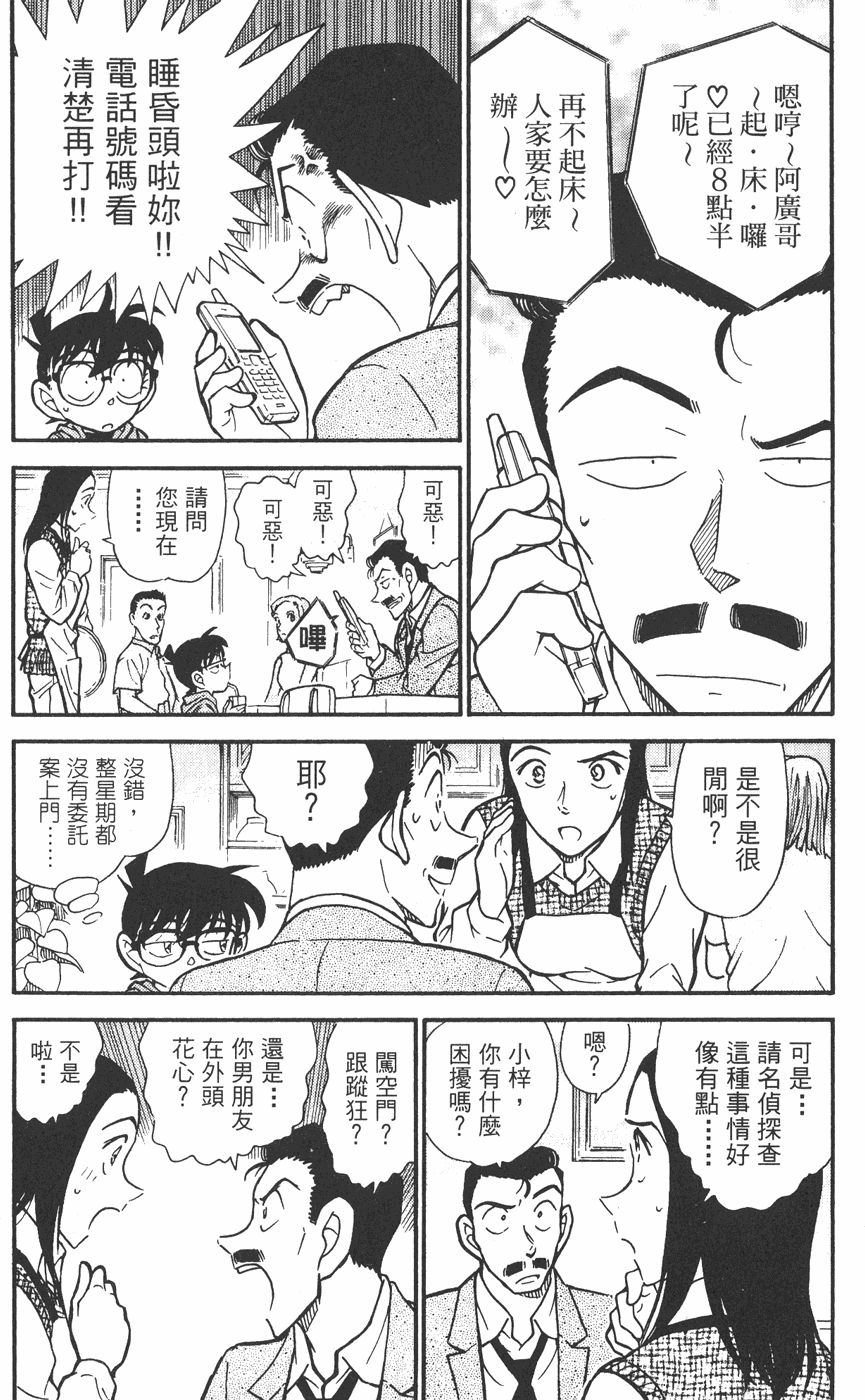 嗯哼～阿廣哥
～起．床．囉
♡已經8點半
了呢～
再不起床～
人家要怎麼
辦～♡
睡昏頭啦妳!!
電話號碼看
清楚再打!!
可惡！
可惡！
可惡！
嗶
請問
您現在
……
是不是很
閒啊？
耶？
沒錯，
整星期都
沒有委託
案上門……
可是…
請名偵探查
這種事情好
像有點……
嗯？
小梓，
你有什麼
困擾嗎？
闖空門？
跟蹤狂？
還是…
你男朋友
在外頭
花心？
不是
啦…